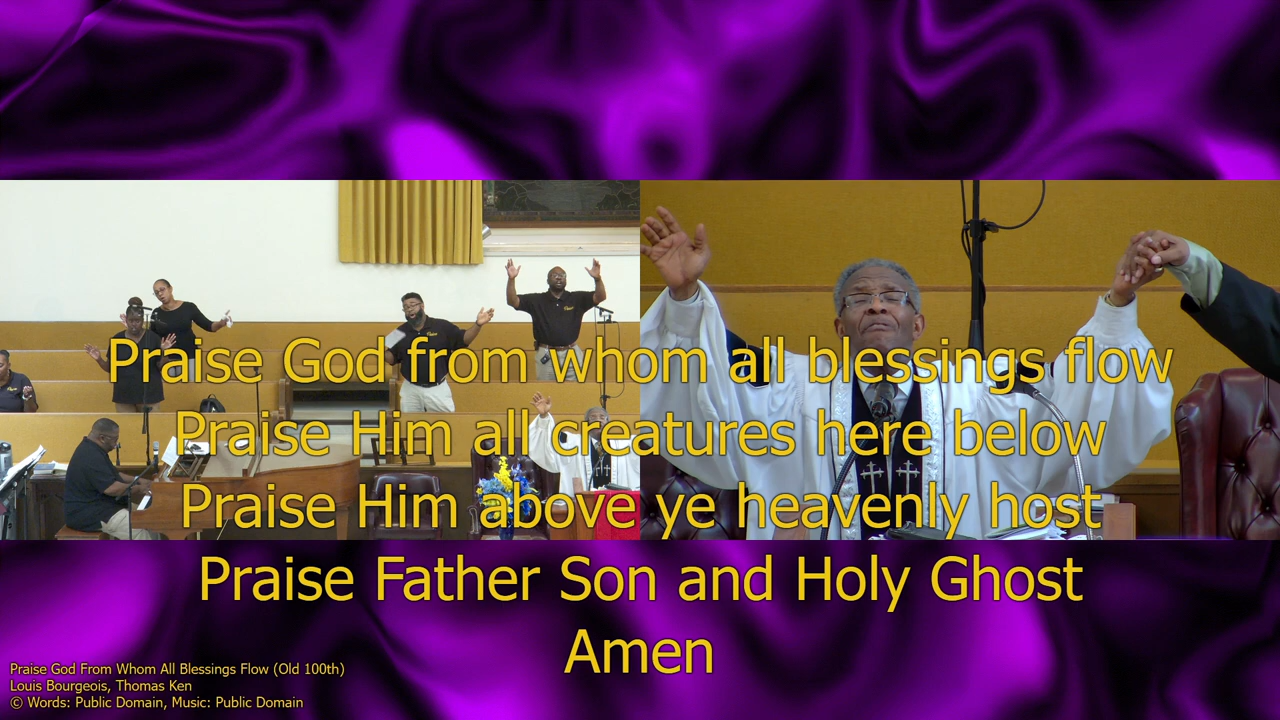 Praise God from whom all blessings flow
Praise Him all creatures here below
Praise Him above ye heavenly host
Praise Father Son and Holy Ghost
Amen
Praise God From Whom All Blessings Flow (Old 100th)
Louis Bourgeois, Thomas Ken
© Words: Public Domain, Music: Public Domain